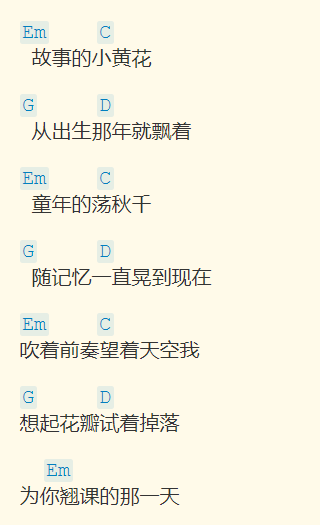 Em C
故事的小黄花
G D
从出生那年就飘着
Em C
童年的荡秋千
G D
随记忆一直晃到现在
Em C
吹着前奏望着天空我
G D
想起花瓣试着掉落
Em
为你翘课的那一天